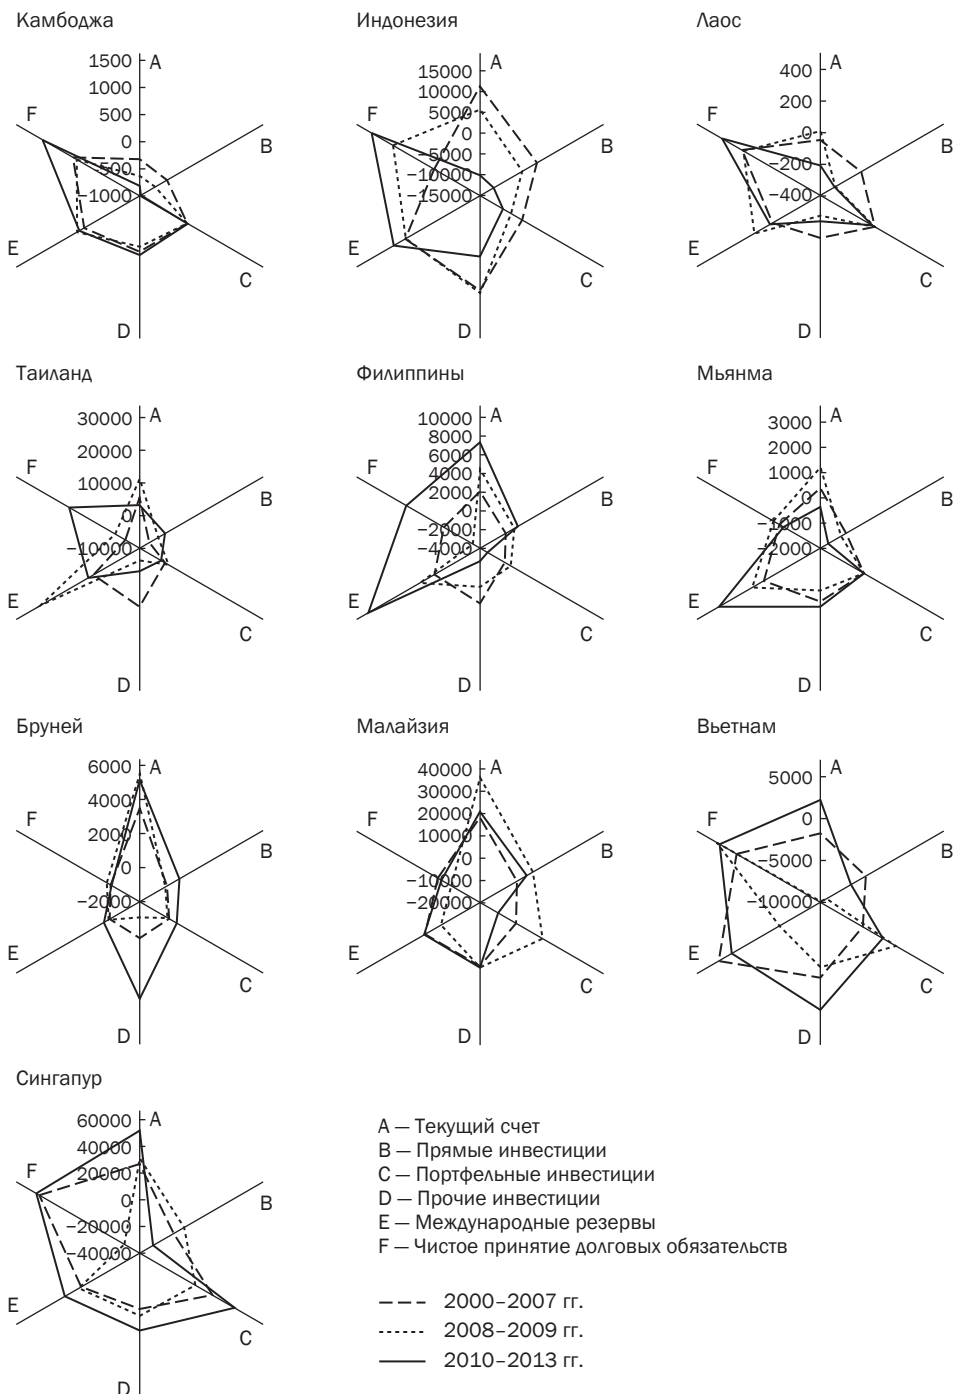 Камбоджа
1500
1000
500
0
−500
−1000
A
B
C
D
E
F
Индонезия
15000
10000
5000
0
−5000
−10000
−15000
A
B
C
D
E
F
Лаос
400
200
0
−200
−400
A
B
C
D
E
F
Таиланд
30000
20000
10000
0
−10000
A
B
C
D
E
F
Филиппины
10000
8000
6000
4000
2000
0
−2000
−4000
A
B
C
D
E
F
Мьянма
3000
2000
1000
0
−1000
−2000
A
B
C
D
E
F
Бруней
6000
4000
2000
0
−2000
A
B
C
D
E
F
Малайзия
40000
30000
20000
10000
0
−10000
−20000
A
B
C
D
E
F
Вьетнам
5000
0
−5000
−10000
A
B
C
D
E
F
Сингапур
60000
40000
20000
0
−20000
−40000
A
B
C
D
E
F
A — Текущий счет
B — Прямые инвестиции
C — Портфельные инвестиции
D — Прочие инвестиции
E — Международные резервы
F — Чистое принятие долговых обязательств
2000–2007 гг.
2008–2009 гг.
2010–2013 гг.